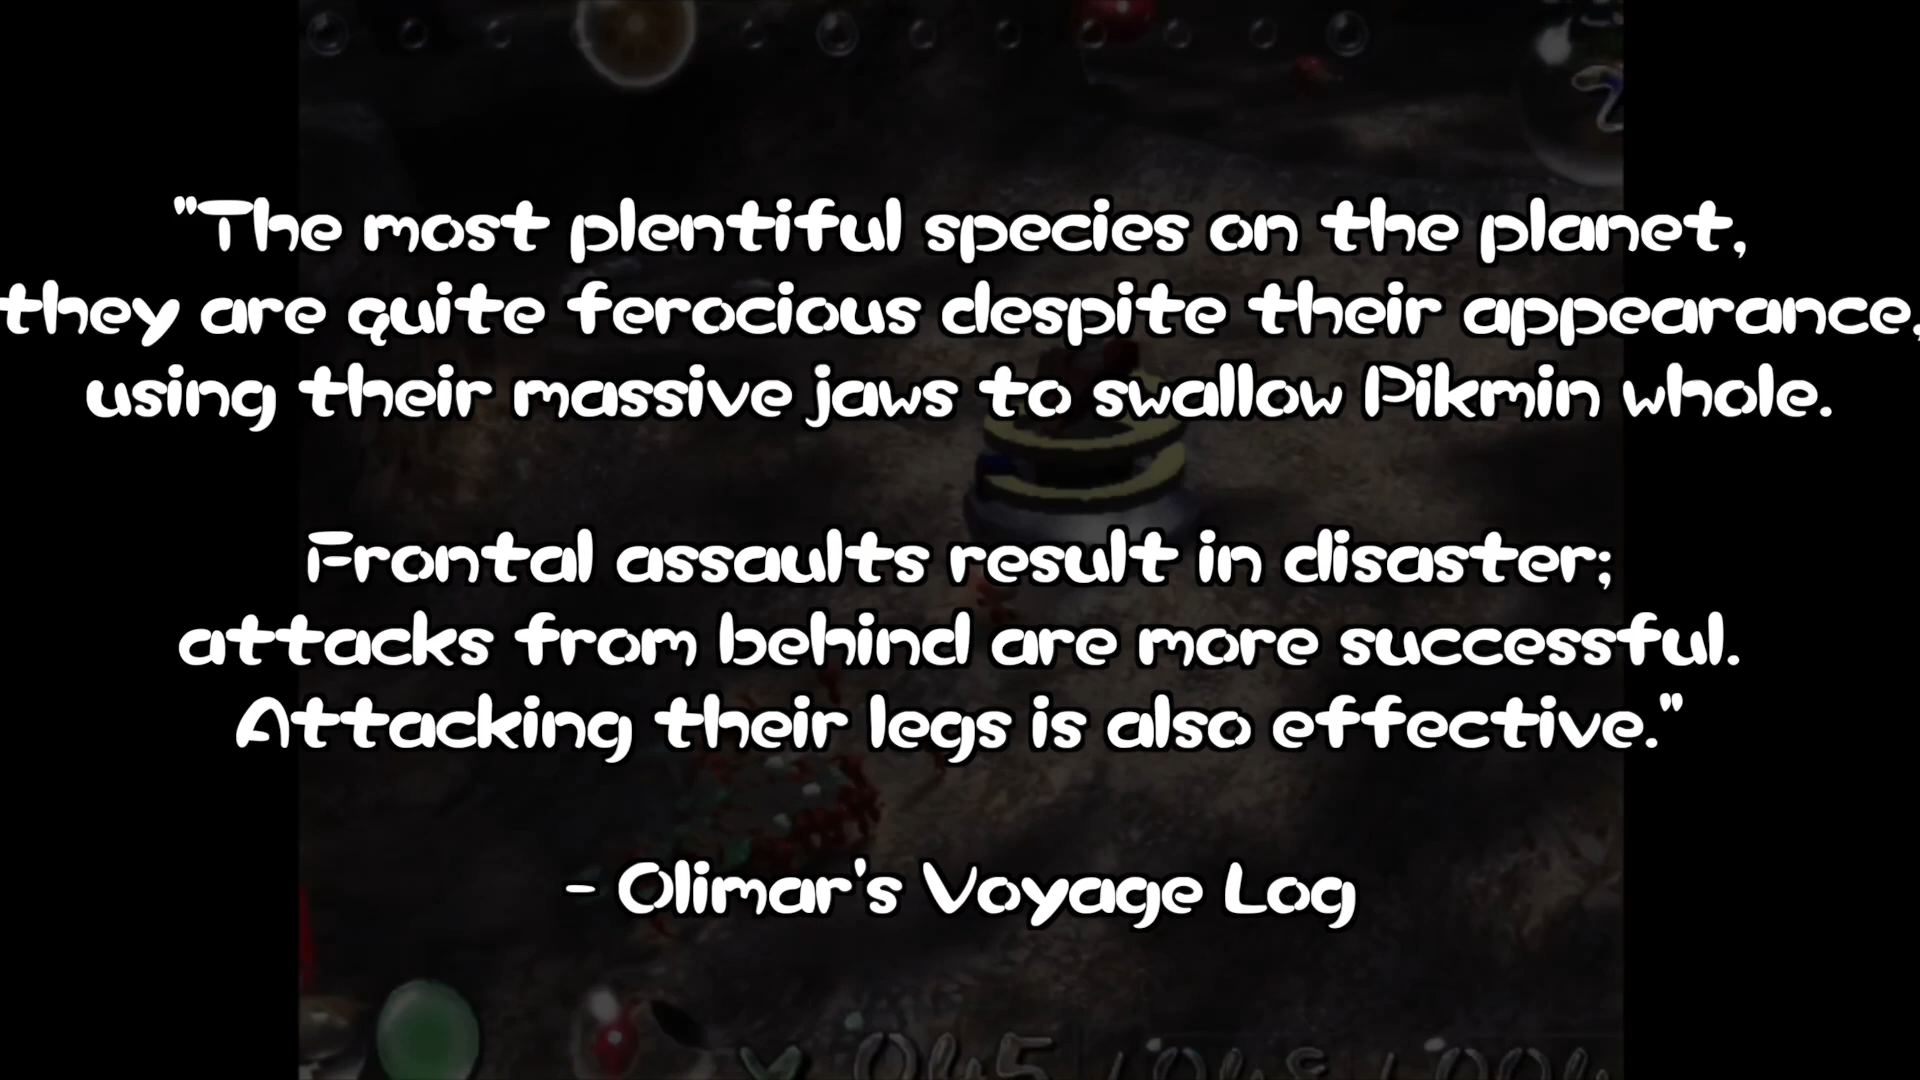 "The most plentiful species on the planet,
they are quite ferocious despite their appearance,
using their massive jaws to swallow Pikmin whole.
Frontal assaults result in disaster;
attacks from behind are more successful.
Attacking their legs is also effective."
- Olimar's Voyage Log
2